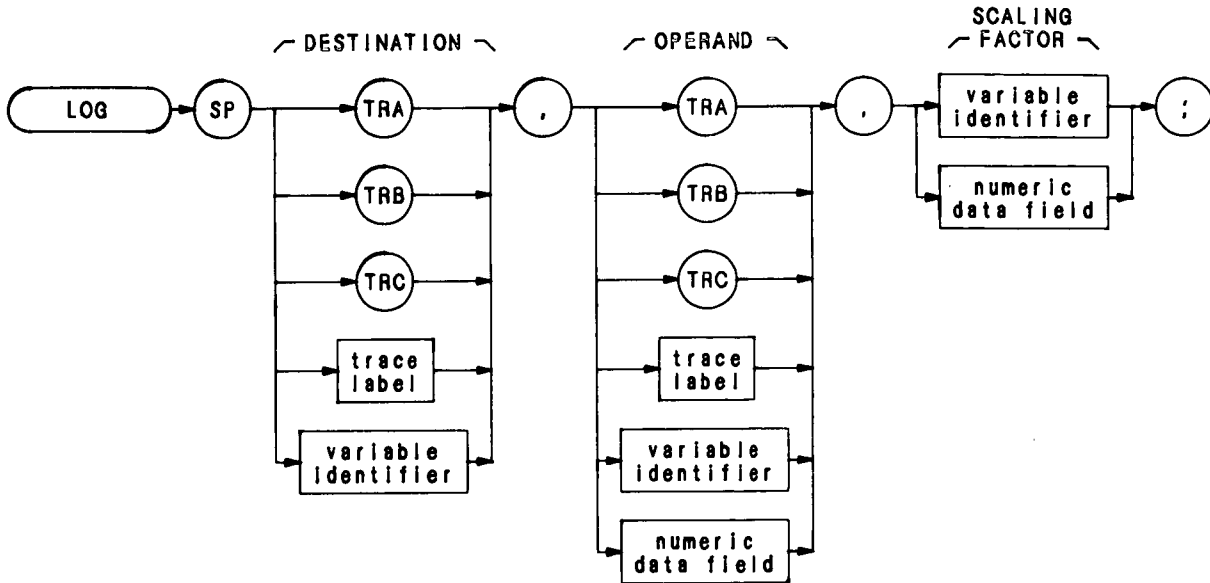 DESTINATION
OPERAND
SCALING
FACTOR
LOG
SP
TRA
,
TRA
,
variable
identifier
;
TRB
TRB
numeric
data field
TRC
TRC
trace
label
trace
label
variable
identifier
variable
identifier
numeric
data field